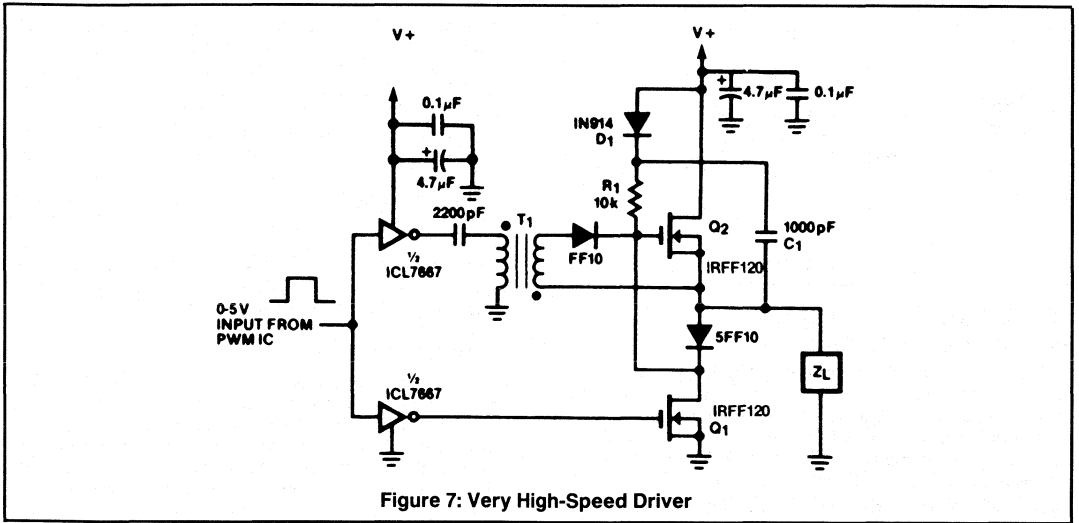 V+
V+
0.1μF
+
4.7μF
+
4.7μF
0.1μF
IN914
D1
R1
10k
2200pF
T1
Q2
1000pF
C1
FF10
IRFF120
½
ICL7667
0-5V
INPUT FROM
PWM IC
5FF10
ZL
½
ICL7667
IRFF120
Q1
Figure 7: Very High-Speed Driver